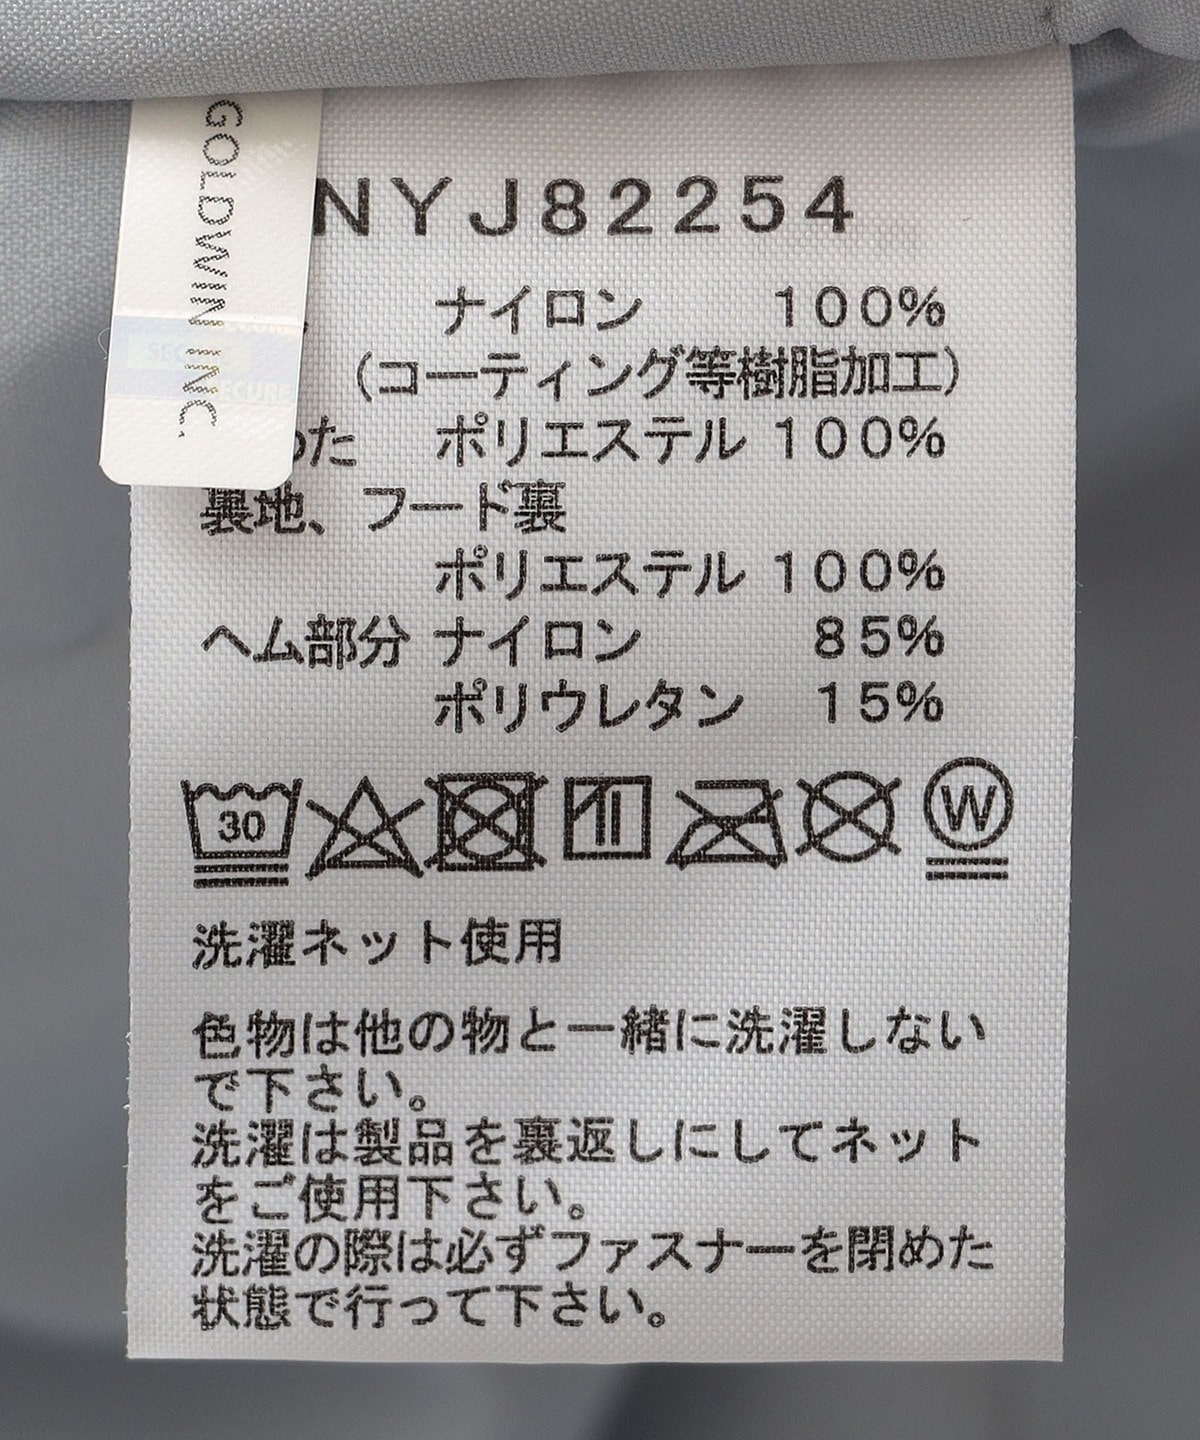 GOLDWIN INC.
NYJ82254
ナイロン 100%
(コーティング等樹脂加工)
わた ポリエステル 100%
裏地、フード裏
ポリエステル 100%
ヘム部分 ナイロン 85%
ポリウレタン 15%
30
W
洗濯ネット使用
色物は他の物と一緒に洗濯しない
で下さい。
洗濯は製品を裏返しにしてネット
をご使用下さい。
洗濯の際は必ずファスナーを閉めた
状態で行って下さい。